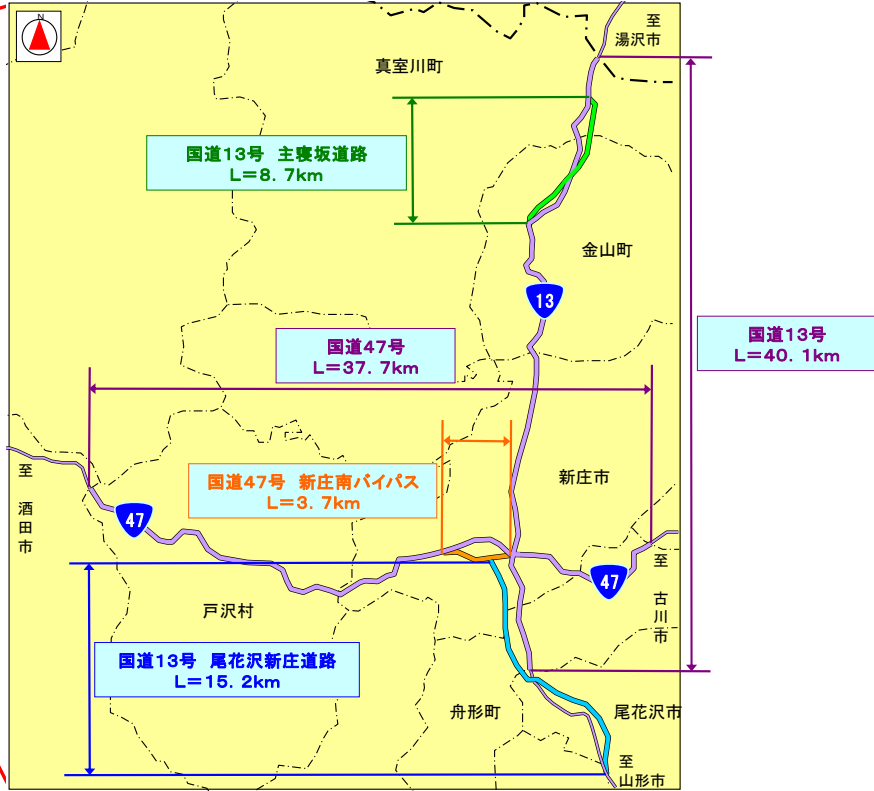 N
至
湯沢市
真室川町
国道13号 主寝坂道路
L=8.7km
金山町
13
国道13号
L=40.1km
国道47号
L=37.7km
新庄市
国道47号 新庄南バイパス
L=3.7km
至
酒田市
47
47
至
古川市
戸沢村
国道13号 尾花沢新庄道路
L=15.2km
舟形町
尾花沢市
至
山形市